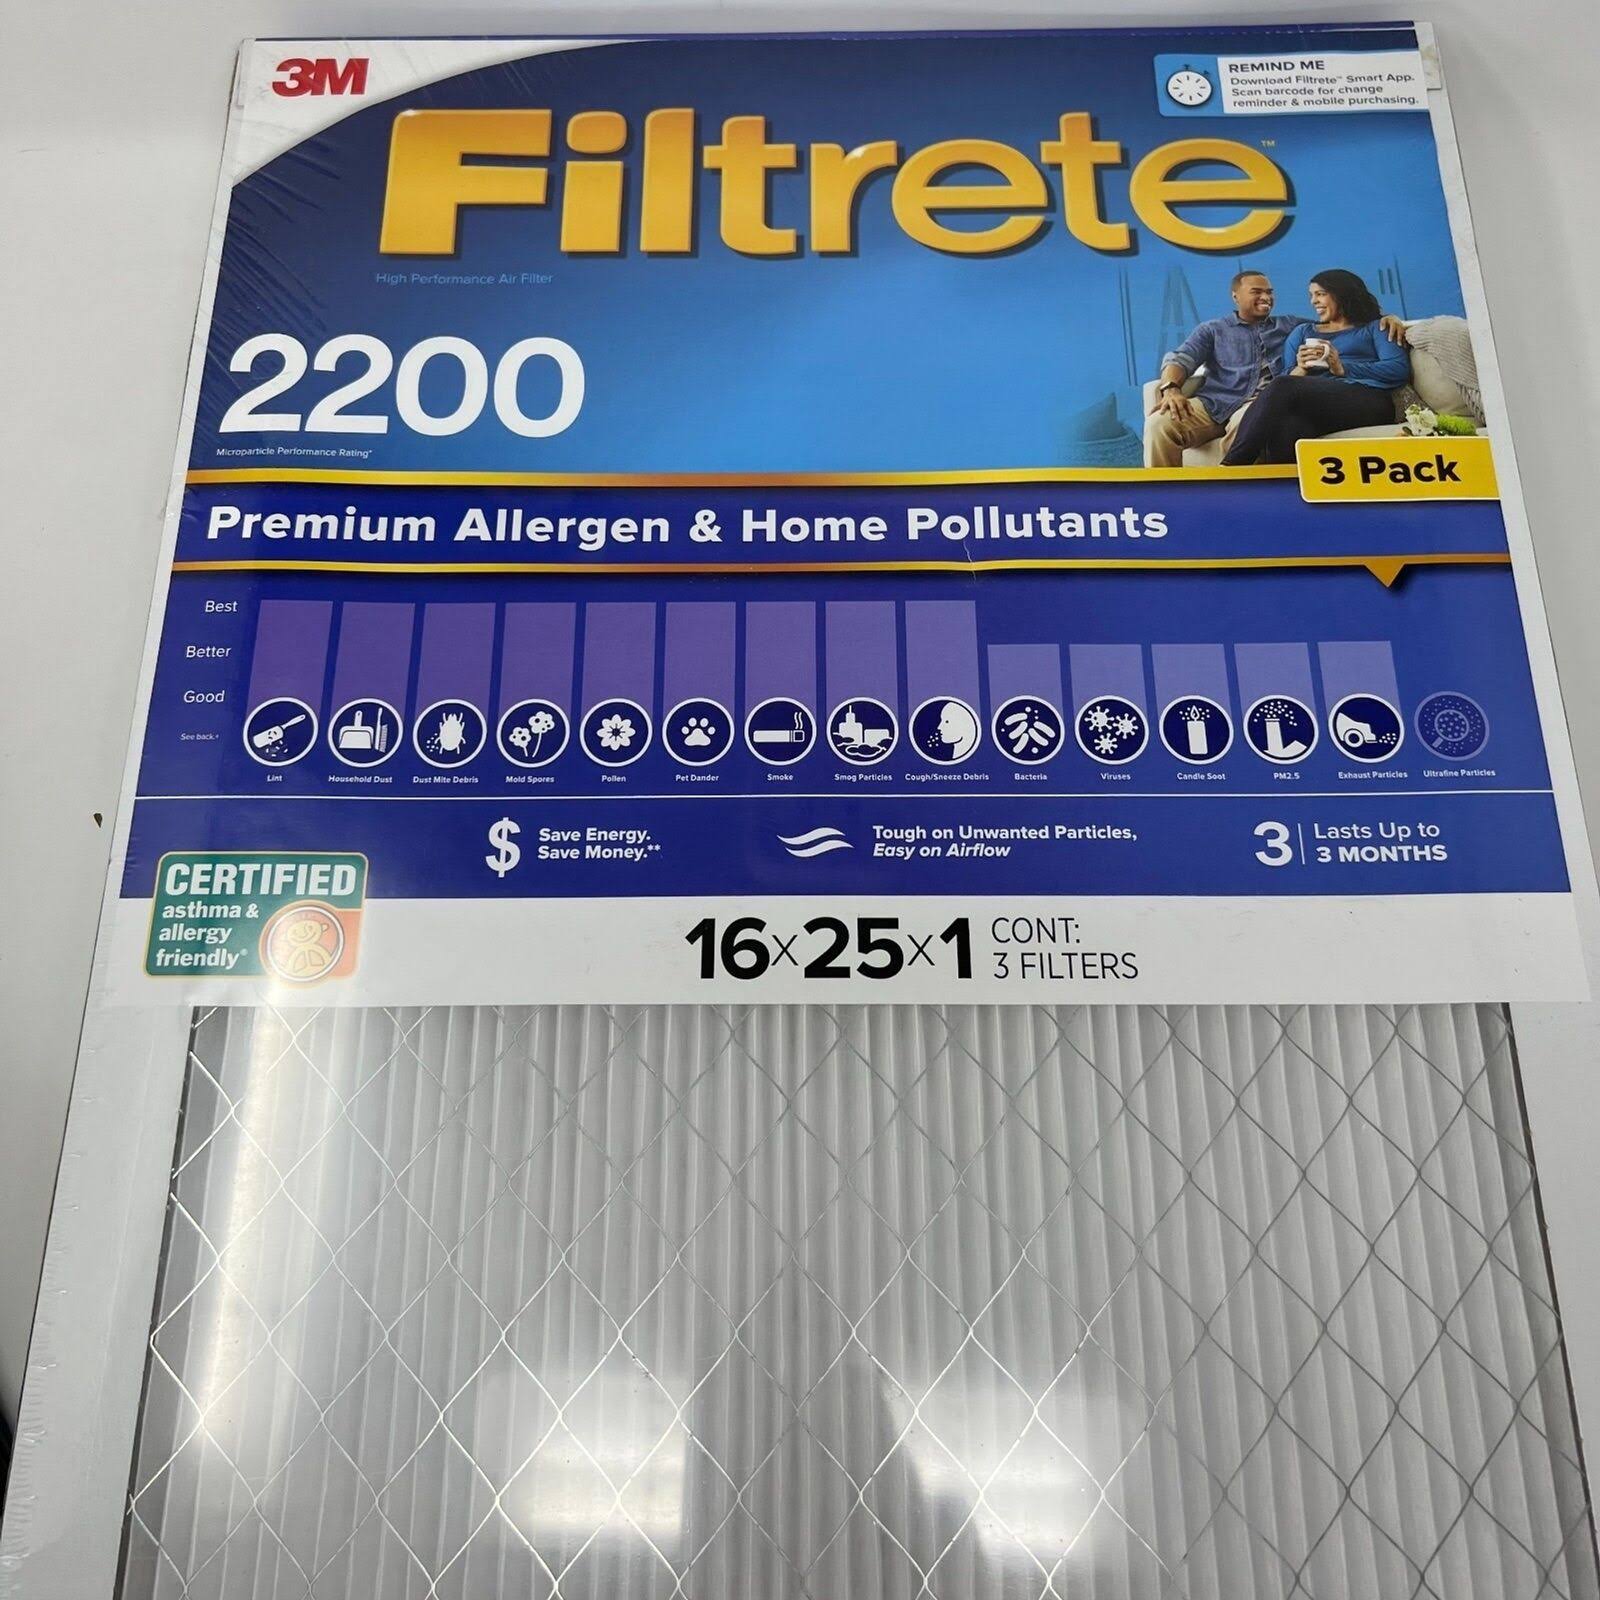 3M
REMIND ME
Download Filtrete™ Smart App.
Scan barcode for change
reminder & mobile purchasing.
Filtrete™
High Performance Air Filter
2200
Microparticle Performance Rating*
3 Pack
Premium Allergen & Home Pollutants
Best
Better
Good
See back.
Lint
Household Dust
Dust Mite Debris
Mold Spores
Pollen
Pet Dander
Smoke
Smog Particles
Cough/Sneeze Debris
Bacteria
Viruses
Candle Soot
PM2.5
Exhaust Particles
Ultrafine Particles
Save Energy.
Save Money.**
Tough on Unwanted Particles,
Easy on Airflow
3
Lasts Up to
3 MONTHS
CERTIFIED
asthma &
allergy
friendly®
16x25x1
CONT:
3 FILTERS